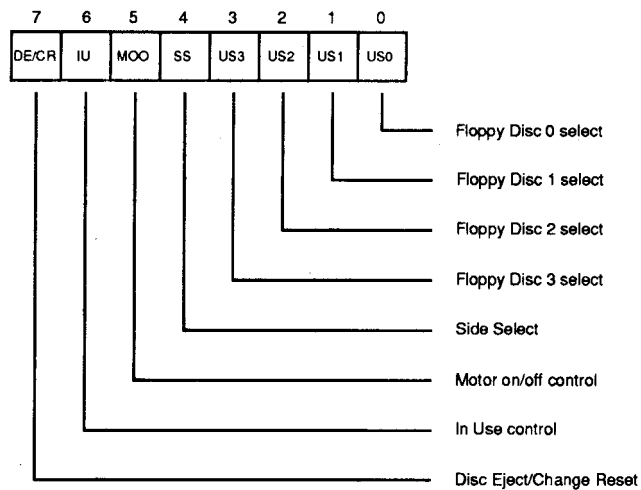 7 6 5 4 3 2 1 0
DE/CR IU MOO SS US3 US2 US1 US0
Floppy Disc 0 select
Floppy Disc 1 select
Floppy Disc 2 select
Floppy Disc 3 select
Side Select
Motor on/off control
In Use control
Disc Eject/Change Reset